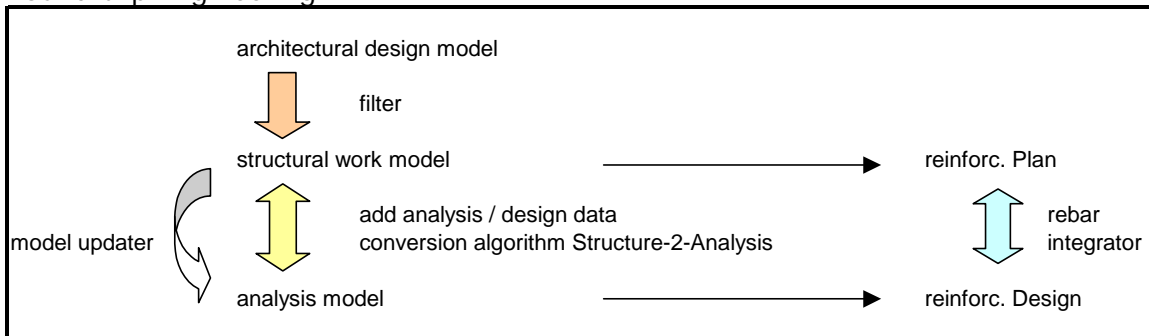 architectural design model
filter
structural work model
reinforc. Plan
add analysis / design data
conversion algorithm Structure-2-Analysis
rebar
integrator
model updater
analysis model
reinforc. Design